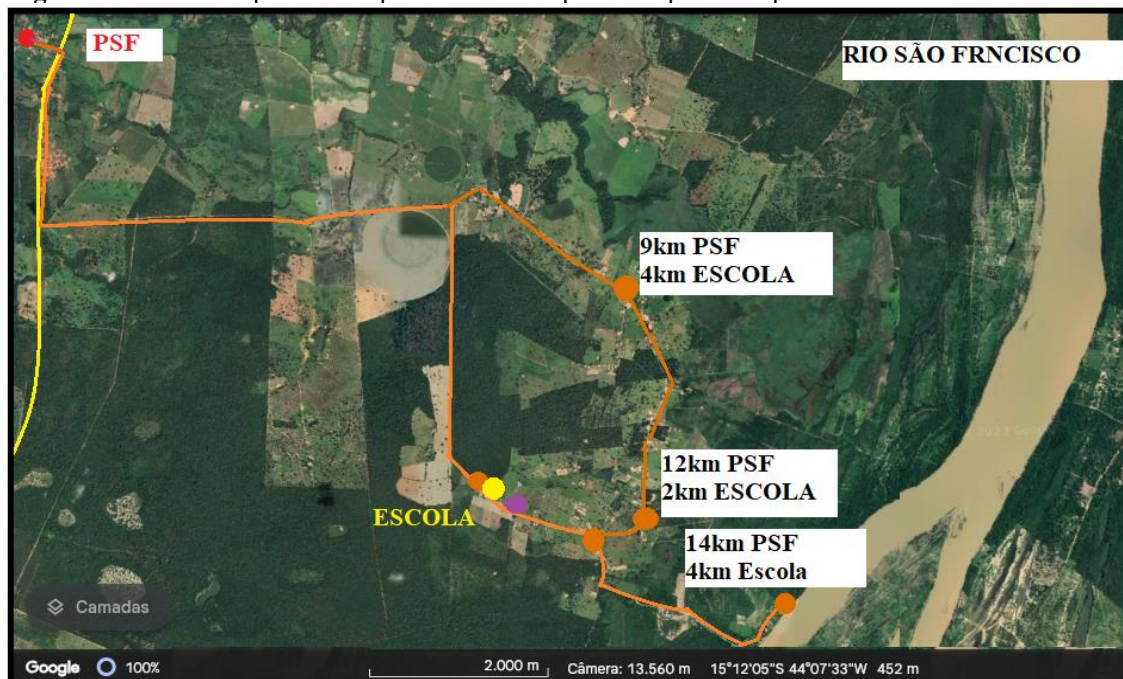 PSF
RIO SÃO FRNCISCO
9km PSF
4km ESCOLA
12km PSF
2km ESCOLA
ESCOLA
14km PSF
4km Escola
Camadas
Google 100% 2.000 m Câmera: 13.560 m 15°12'05"S 44°07'33"W 452 m